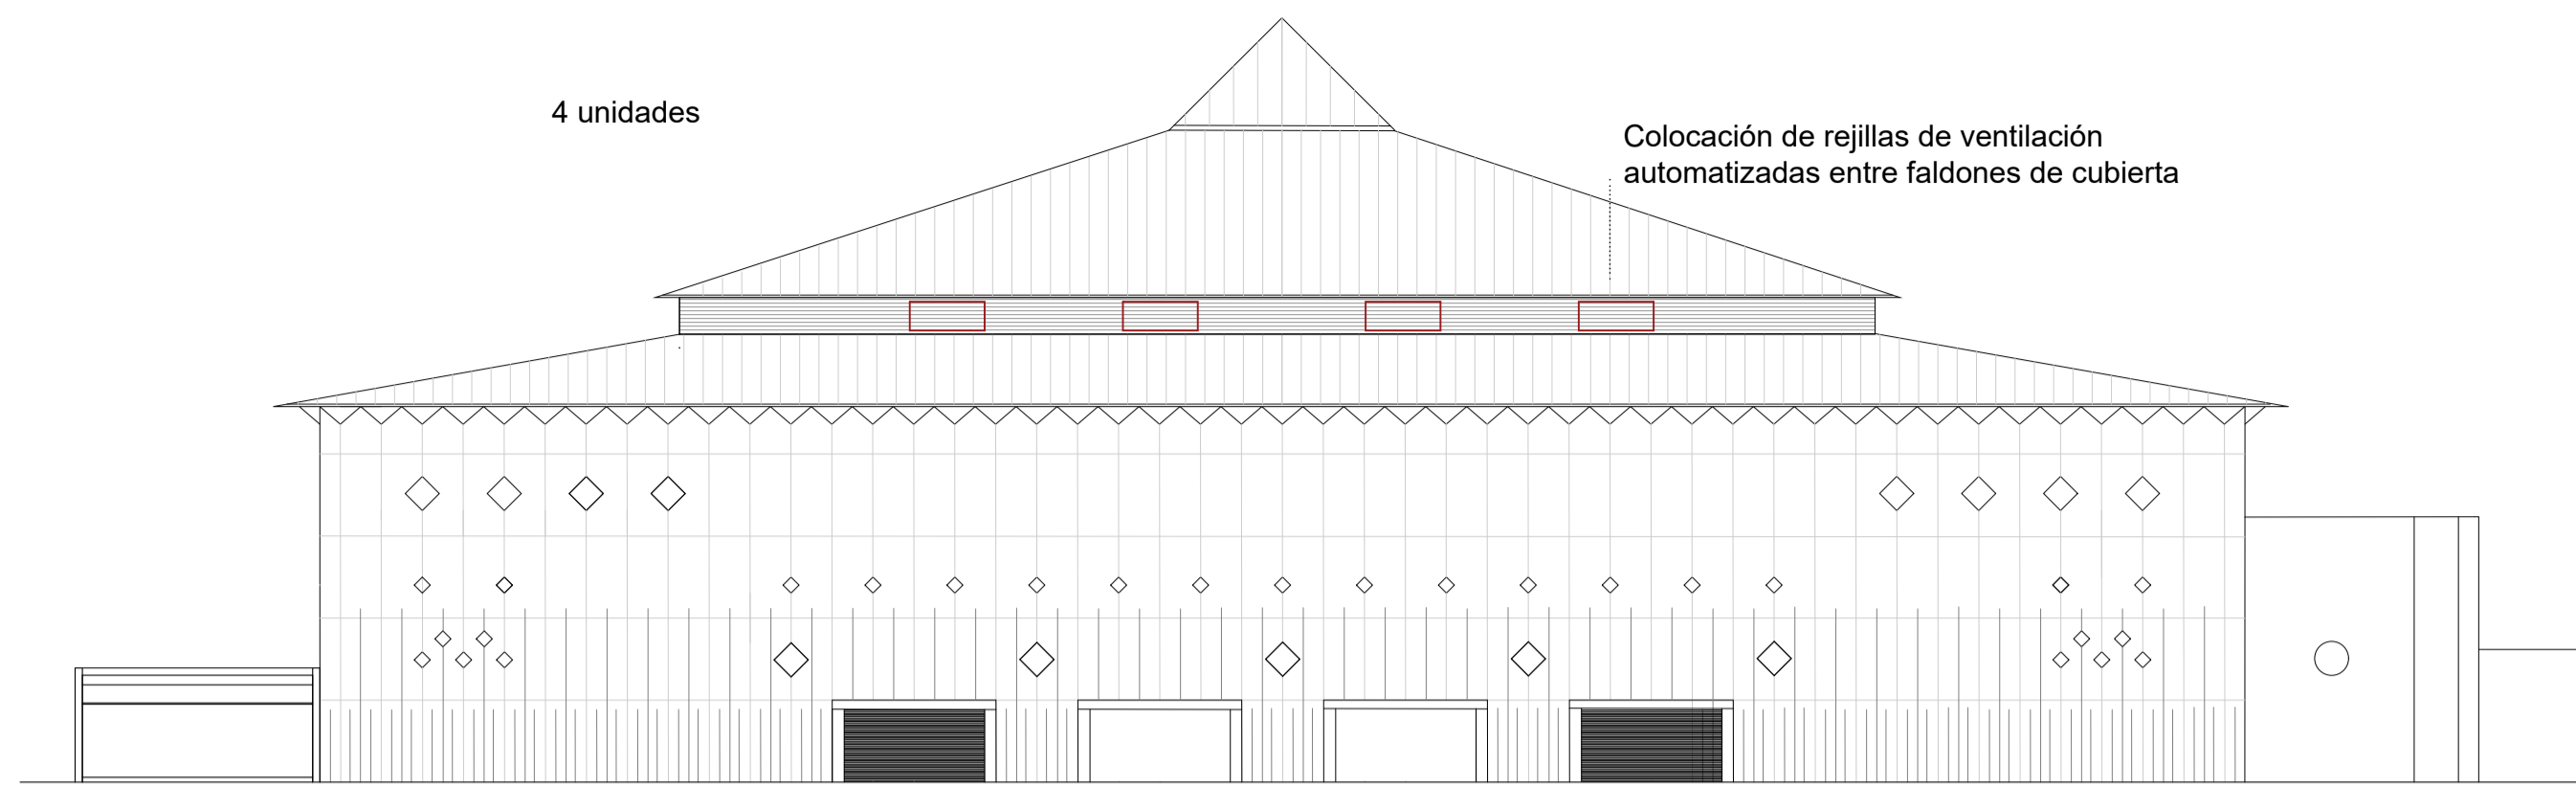 4 unidades
Colocación de rejillas de ventilación
automatizadas entre faldones de cubierta